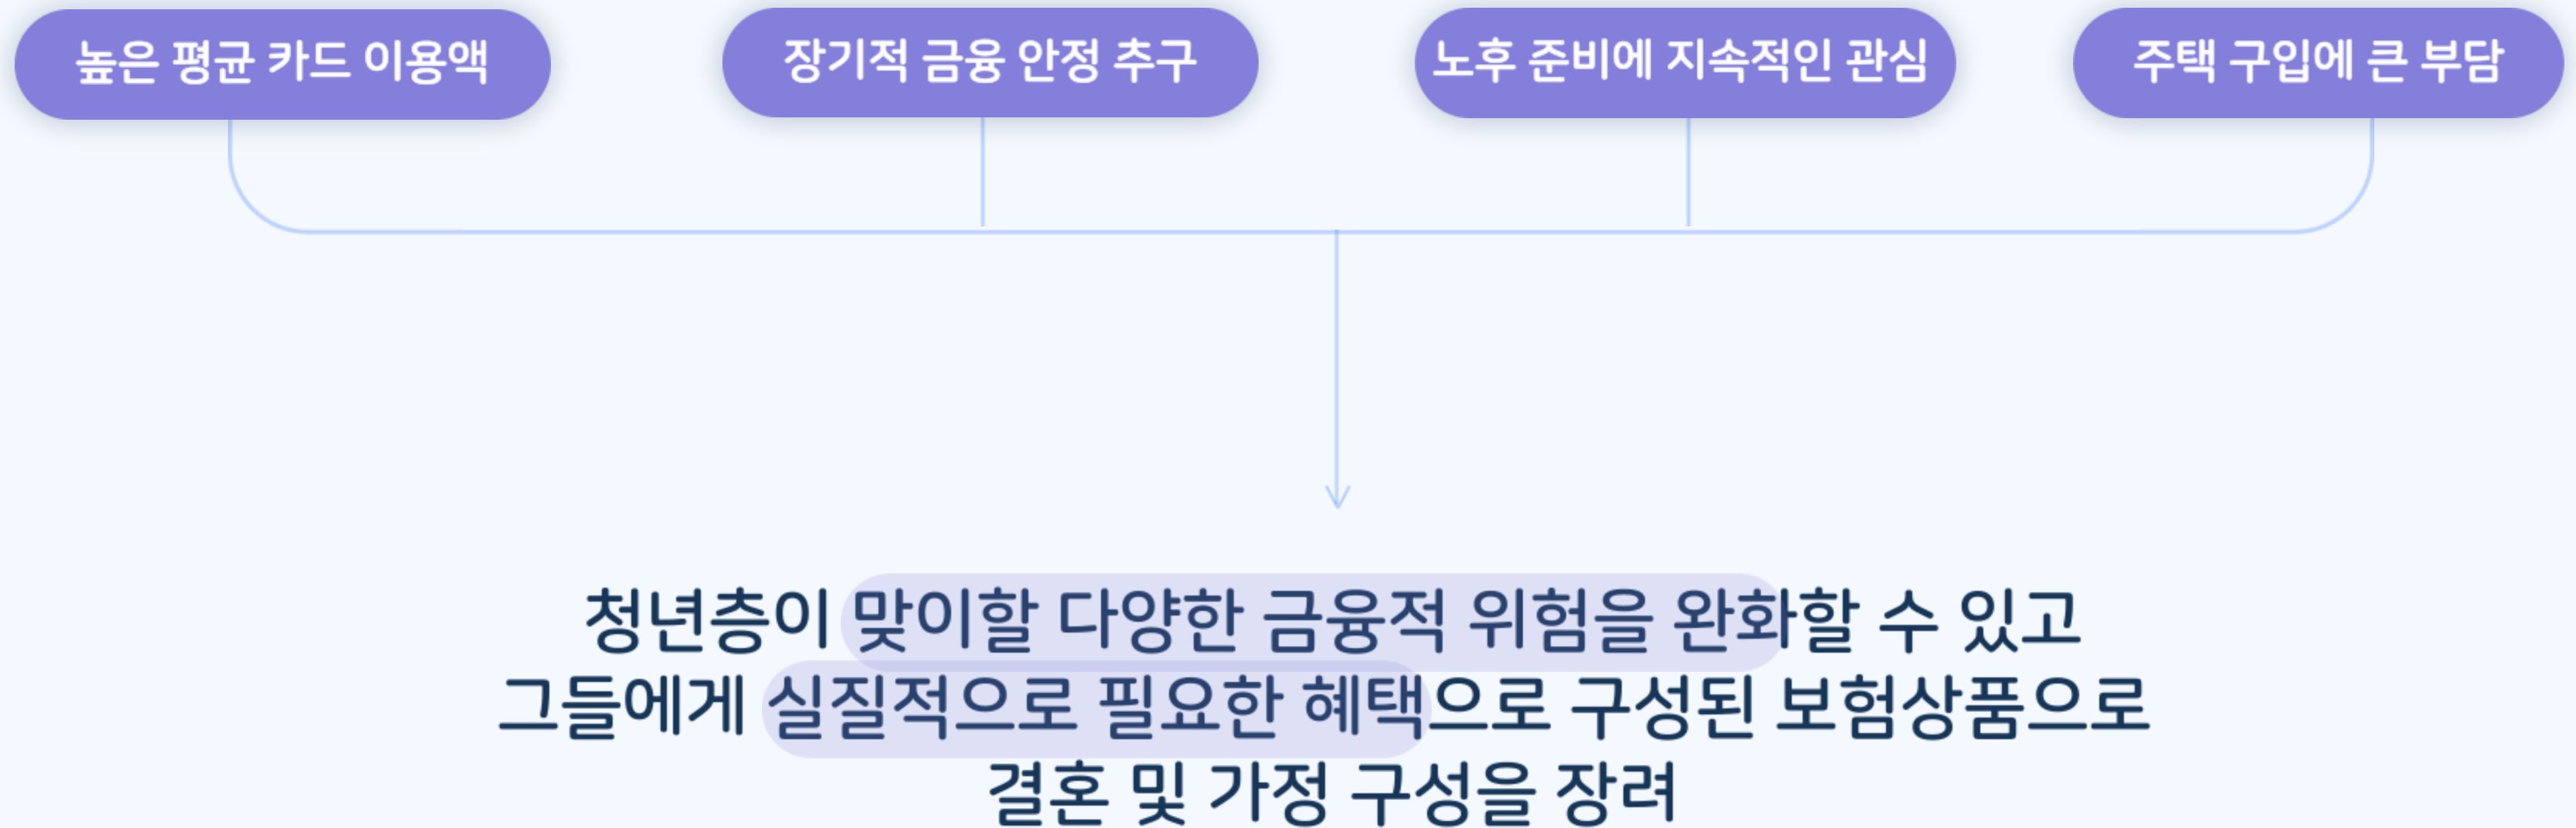 높은 평균 카드 이용액
장기적 금융 안정 추구
노후 준비에 지속적인 관심
주택 구입에 큰 부담
청년층이 맞이할 다양한 금융적 위험을 완화할 수 있고
그들에게 실질적으로 필요한 혜택으로 구성된 보험상품으로
결혼 및 가정 구성을 장려